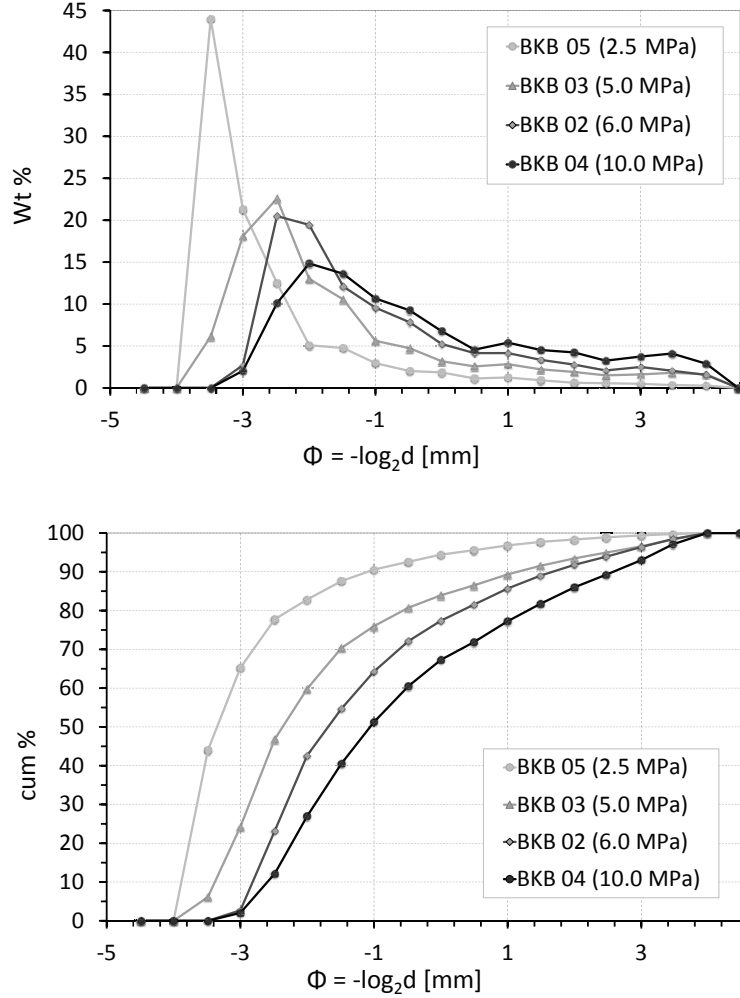 45
40
35
30
25
20
15
10
5
0
Wt %
BKB 05 (2.5 MPa)
BKB 03 (5.0 MPa)
BKB 02 (6.0 MPa)
BKB 04 (10.0 MPa)
-5 -3 -1 1 3
Φ = -log₂d [mm]
100
90
80
70
60
50
40
30
20
10
0
cum %
BKB 05 (2.5 MPa)
BKB 03 (5.0 MPa)
BKB 02 (6.0 MPa)
BKB 04 (10.0 MPa)
-5 -3 -1 1 3
Φ = -log₂d [mm]